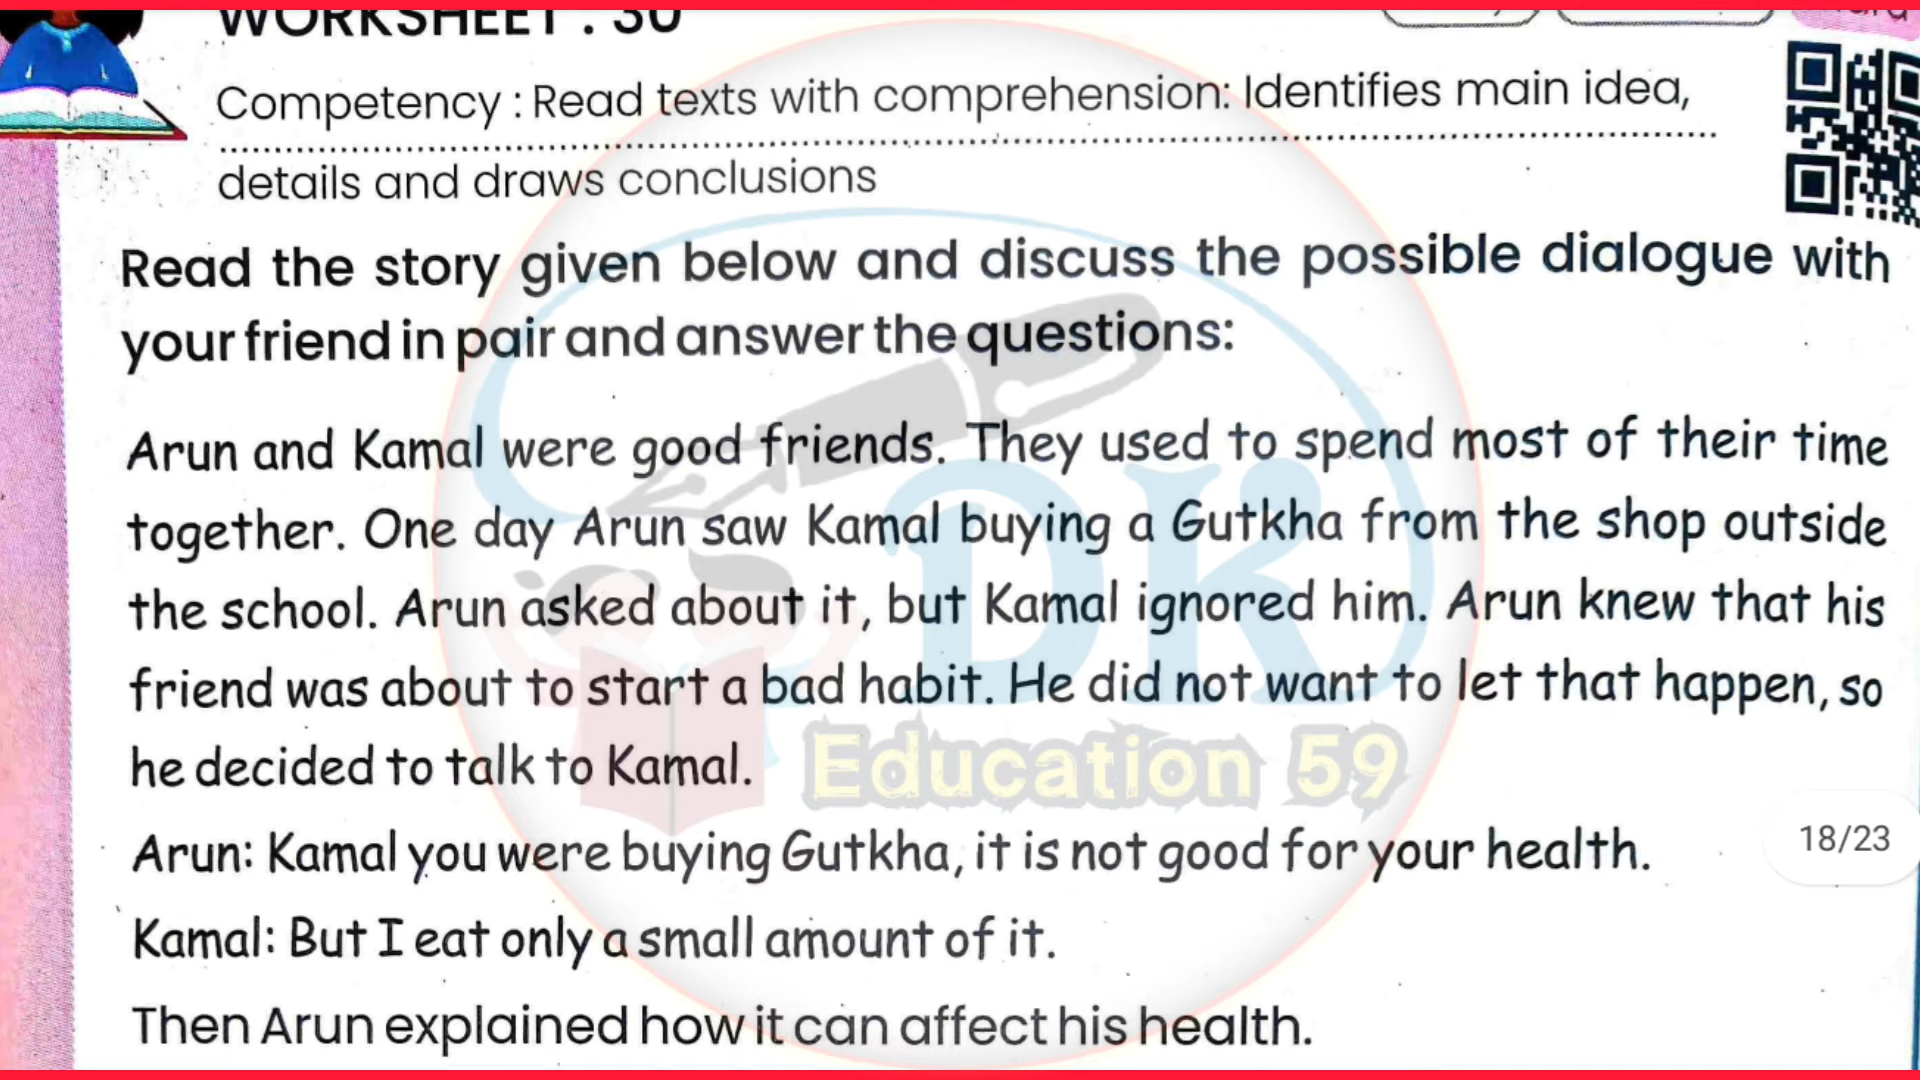 WORKSHEET : 30
Competency : Read texts with comprehension: Identifies main idea,
details and draws conclusions
Read the story given below and discuss the possible dialogue with
your friend in pair and answer the questions:
Arun and Kamal were good friends. They used to spend most of their time
together. One day Arun saw Kamal buying a Gutkha from the shop outside
the school. Arun asked about it, but Kamal ignored him. Arun knew that his
friend was about to start a bad habit. He did not want to let that happen, so
he decided to talk to Kamal.
DK
Education 59
Arun: Kamal you were buying Gutkha, it is not good for your health.
18/23
Kamal: But I eat only a small amount of it.
Then Arun explained how it can affect his health.